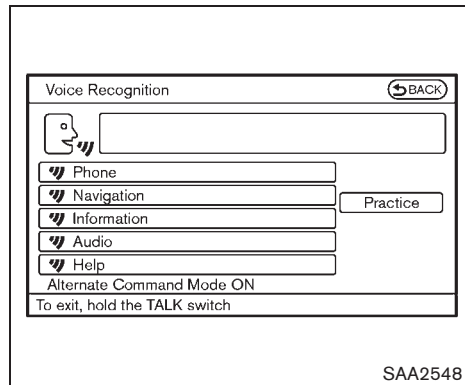 Voice Recognition
BACK
Phone
Navigation
Practice
Information
Audio
Help
Alternate Command Mode ON
To exit, hold the TALK switch
SAA2548